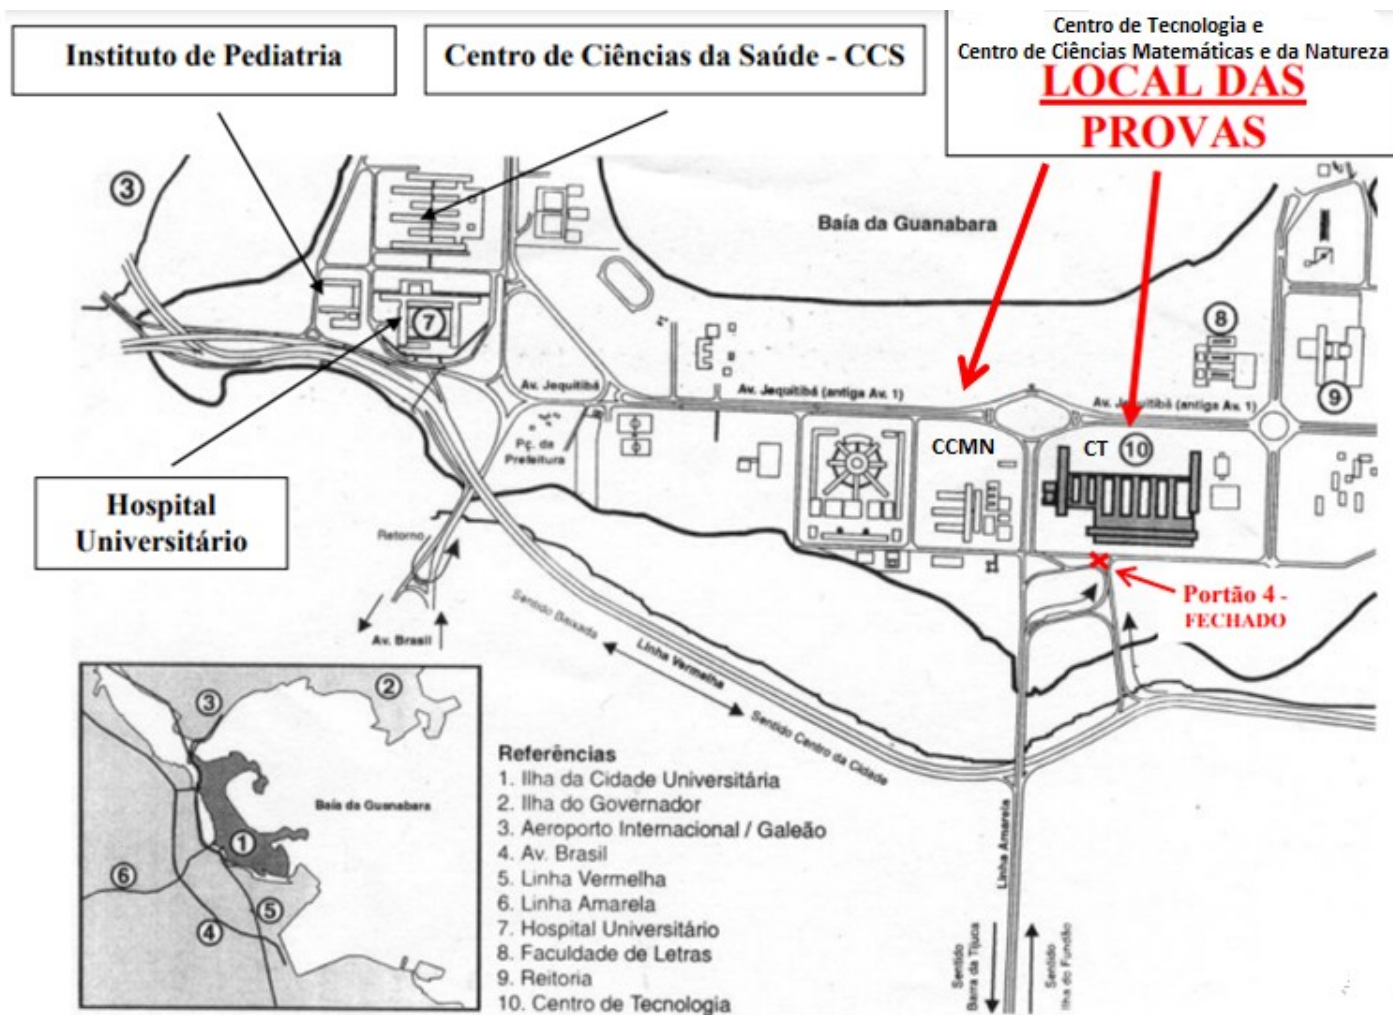 Instituto de Pediatria
Centro de Ciências da Saúde - CCS
Centro de Tecnologia e
Centro de Ciências Matemáticas e da Natureza
LOCAL DAS
PROVAS
3
Baía da Guanabara
7
8
9
Av. Jequitibá
Av. Jequitibá (antiga Av. 1)
Av. Jequitibá (antiga Av. 1)
Pç. da
Prefeitura
CCMN
CT
10
Hospital
Universitário
Retorno
Av. Brasil
Portão 4 -
FECHADO
Sentido Baixada
Linha Vermelha
Sentido Centro da Cidade
2
3
Baía da Guanabara
1
6
5
4
Referências
1. Ilha da Cidade Universitária
2. Ilha do Governador
3. Aeroporto Internacional / Galeão
4. Av. Brasil
5. Linha Vermelha
6. Linha Amarela
7. Hospital Universitário
8. Faculdade de Letras
9. Reitoria
10. Centro de Tecnologia
Linha Amarela
Sentido
Barra da Tijuca
Sentido
Ilha do Fundão